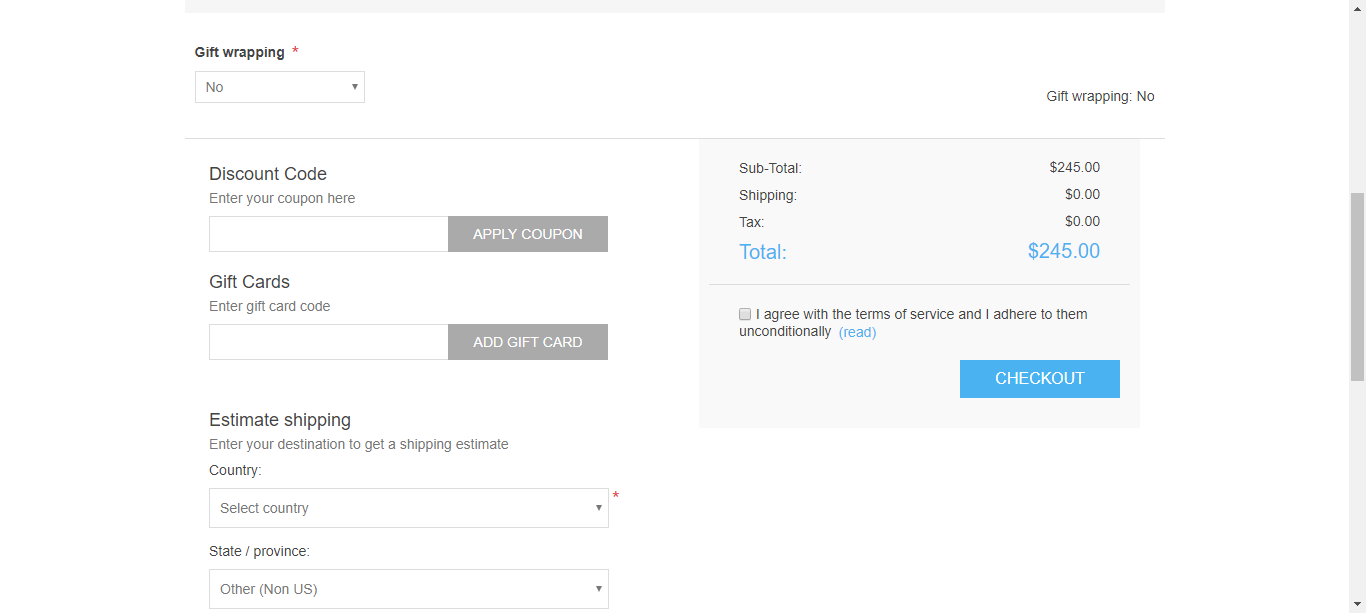 Gift wrapping *
No
Gift wrapping: No
Discount Code
Enter your coupon here
APPLY COUPON
Gift Cards
Enter gift card code
ADD GIFT CARD
Estimate shipping
Enter your destination to get a shipping estimate
Country:
Select country *
State / province:
Other (Non US)
Sub-Total: $245.00
Shipping: $0.00
Tax: $0.00
Total: $245.00
I agree with the terms of service and I adhere to them
unconditionally (read)
CHECKOUT